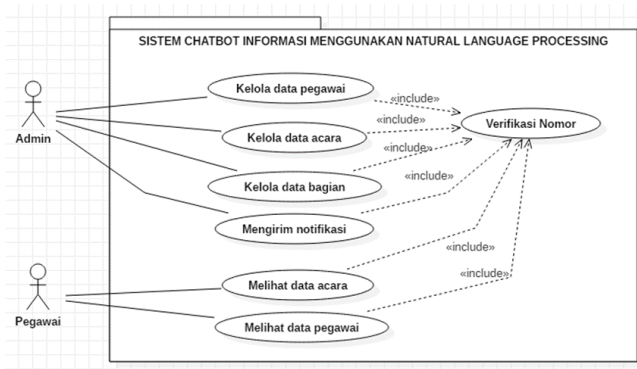 SISTEM CHATBOT INFORMASI MENGGUNAKAN NATURAL LANGUAGE PROCESSING
Kelola data pegawai
«include»
Admin
Kelola data acara
«include»
Verifikasi Nomor
«include»
Kelola data bagian
«include»
Mengirim notifikasi
«include»
Melihat data acara
«include»
Pegawai
Melihat data pegawai